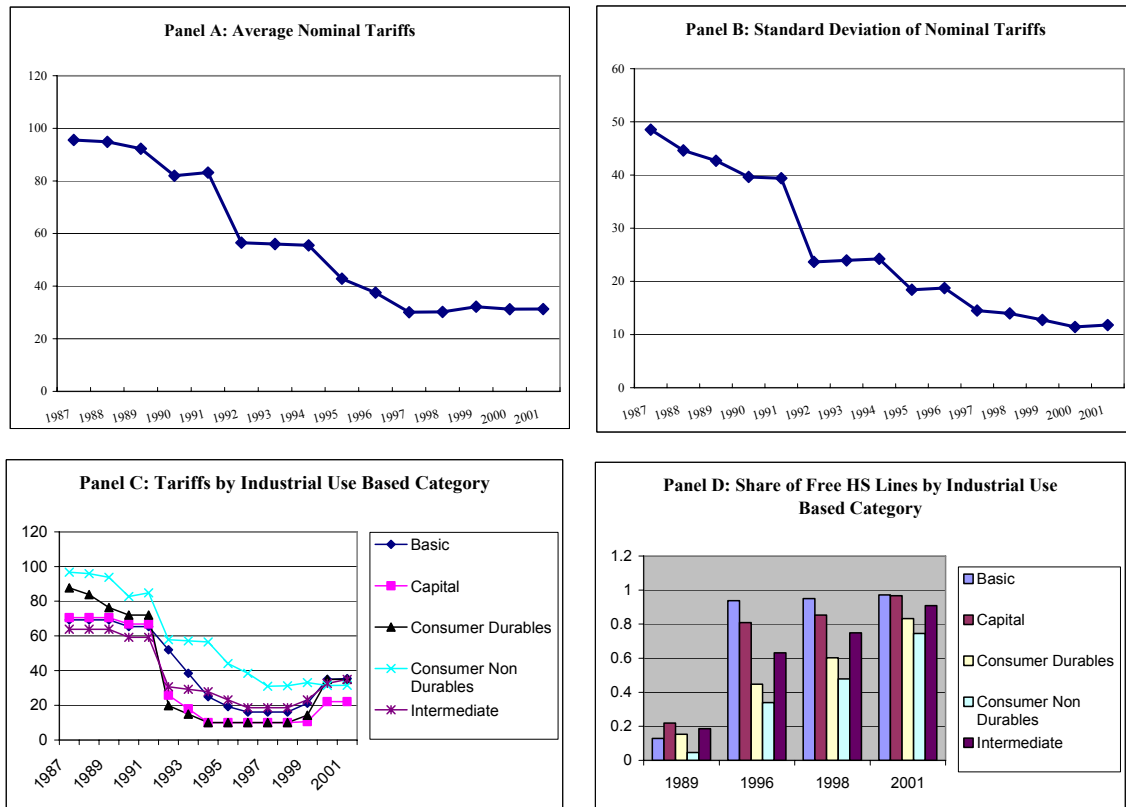 Panel A: Average Nominal Tariffs
120
100
80
60
40
20
0
1987 1988 1989 1990 1991 1992 1993 1994 1995 1996 1997 1998 1999 2000 2001
Panel B: Standard Deviation of Nominal Tariffs
60
50
40
30
20
10
0
1987 1988 1989 1990 1991 1992 1993 1994 1995 1996 1997 1998 1999 2000 2001
Panel C: Tariffs by Industrial Use Based Category
120
100
80
60
40
20
0
1987 1989 1991 1993 1995 1997 1999 2001
Basic
Capital
Consumer Durables
Consumer Non
Durables
Intermediate
Panel D: Share of Free HS Lines by Industrial Use
Based Category
1.2
1
0.8
0.6
0.4
0.2
0
1989 1996 1998 2001
Basic
Capital
Consumer Durables
Consumer Non
Durables
Intermediate